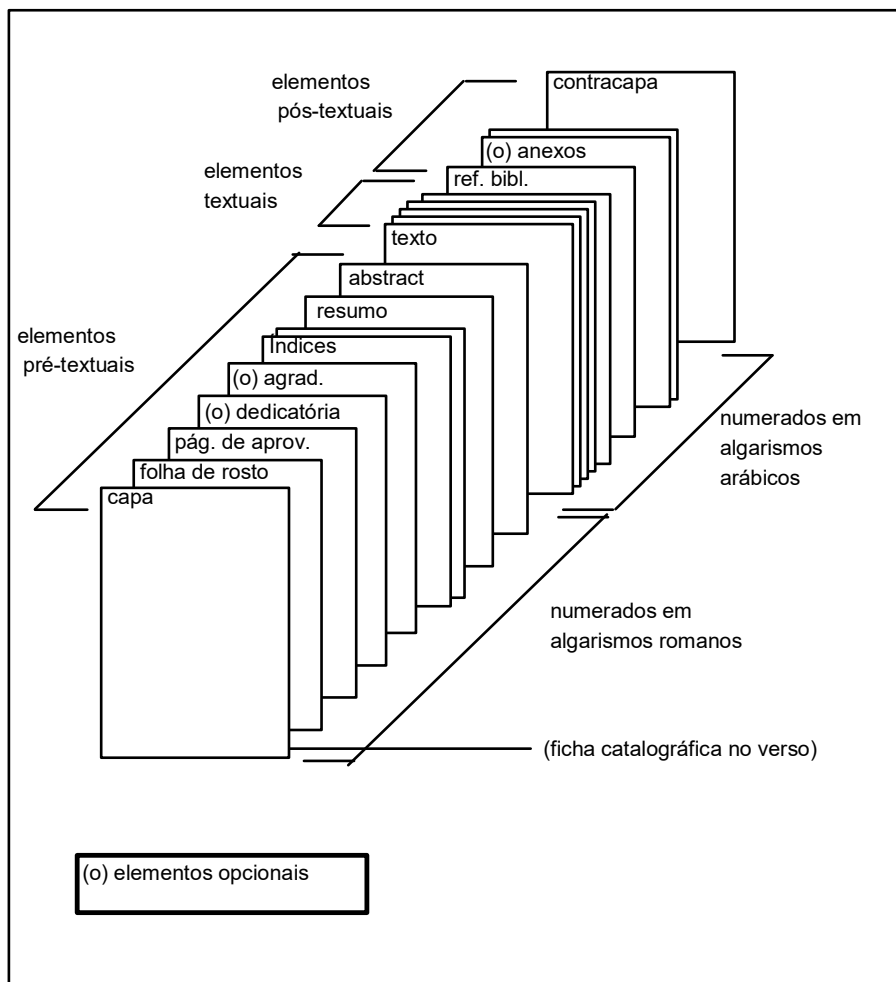 elementos
pós-textuais
contracapa
(o) anexos
elementos
textuais
ref. bibl.
texto
abstract
resumo
elementos
pré-textuais
Índices
(o) agrad.
(o) dedicatória
pág. de aprov.
folha de rosto
capa
numerados em
algarismos
arábicos
numerados em
algarismos romanos
(ficha catalográfica no verso)
(o) elementos opcionais